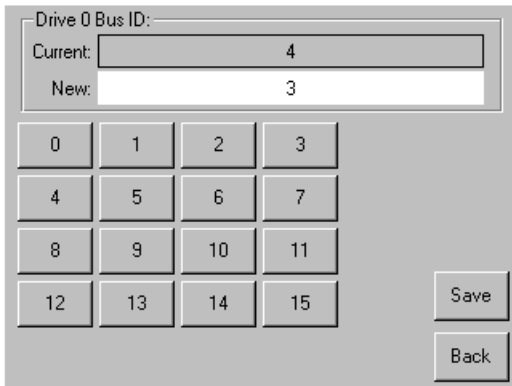 Drive 0 Bus ID:
Current: 4
New: 3
0 1 2 3
4 5 6 7
8 9 10 11
12 13 14 15
Save
Back